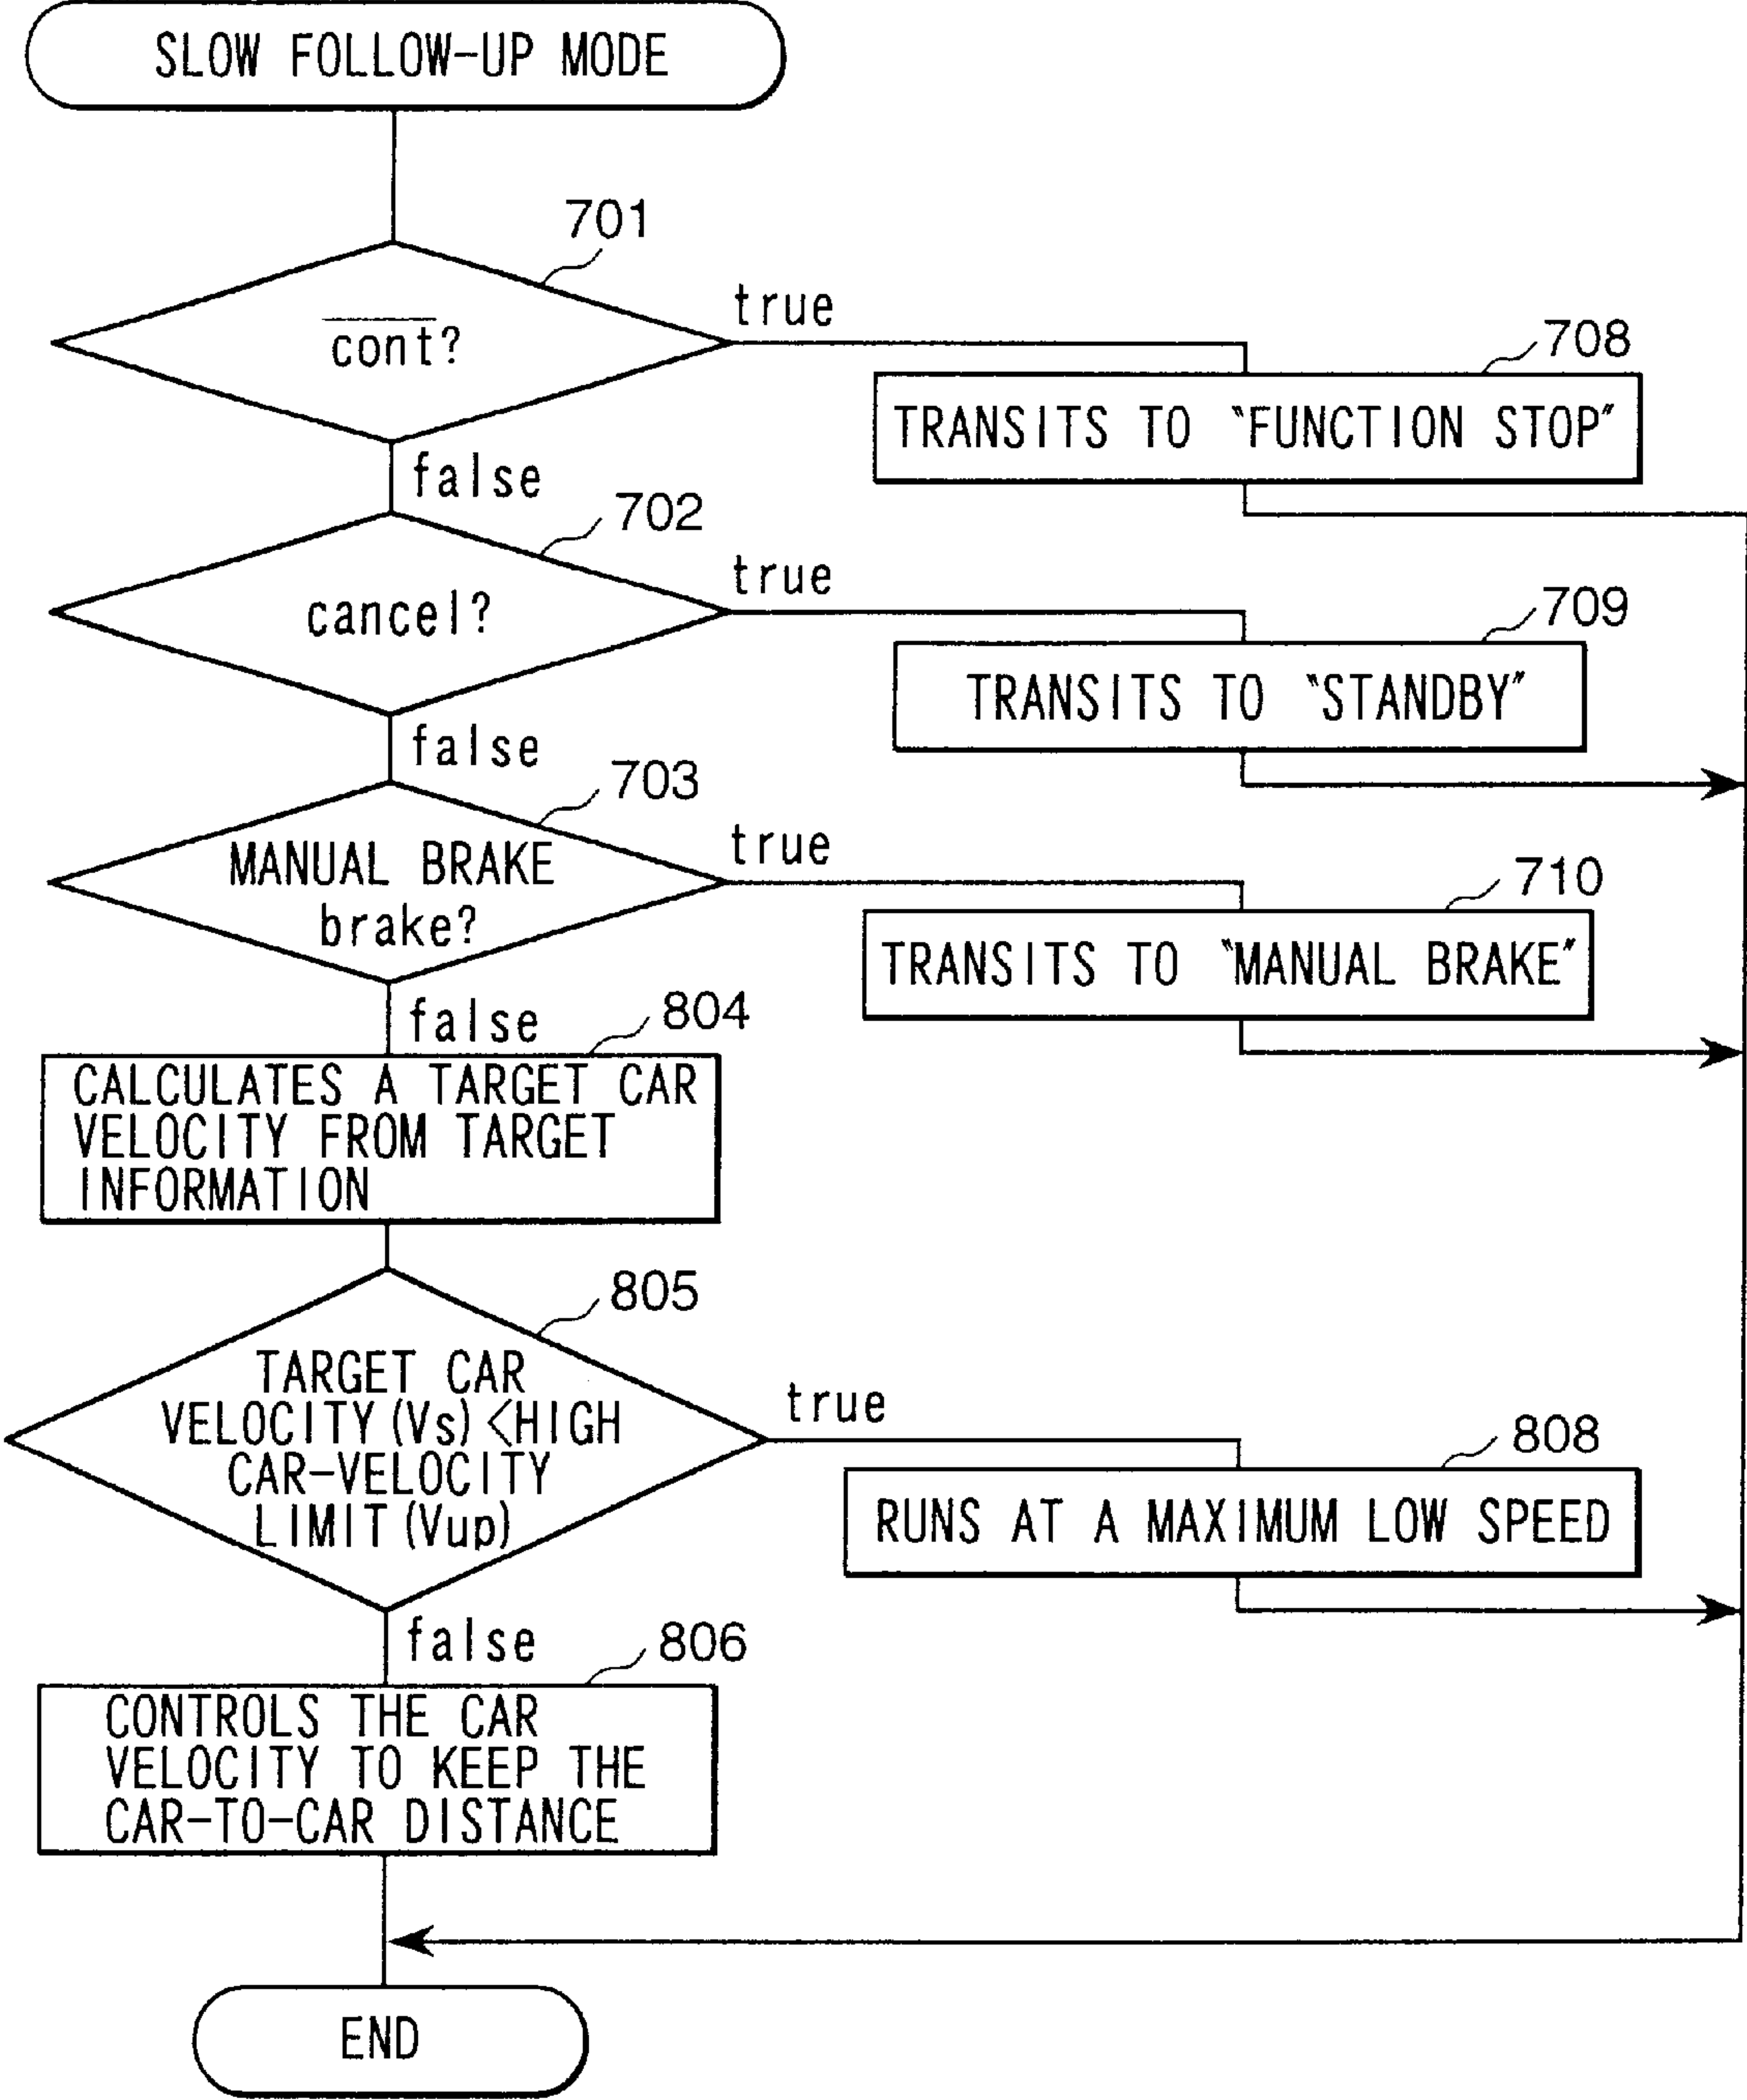 SLOW FOLLOW-UP MODE
701
cont?
true
708
TRANSITS TO "FUNCTION STOP"
false
702
cancel?
true
709
TRANSITS TO "STANDBY"
false
703
MANUAL BRAKE
brake?
true
710
TRANSITS TO "MANUAL BRAKE"
false
804
CALCULATES A TARGET CAR
VELOCITY FROM TARGET
INFORMATION
805
TARGET CAR
VELOCITY(Vs)<HIGH
CAR-VELOCITY
LIMIT(Vup)
true
808
RUNS AT A MAXIMUM LOW SPEED
false
806
CONTROLS THE CAR
VELOCITY TO KEEP THE
CAR-TO-CAR DISTANCE
END